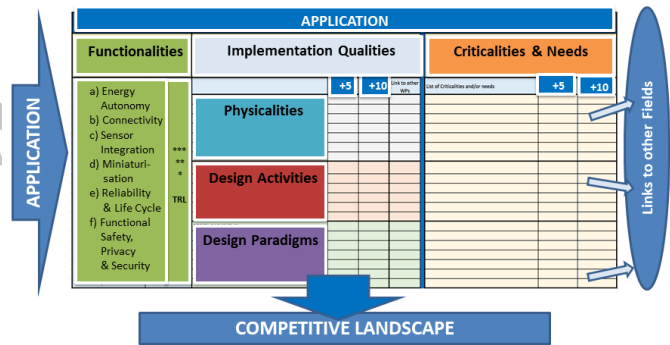 APPLICATION
Functionalities
Implementation Qualities
Criticalities & Needs
+5
+10
Link to other
WPs
List of Criticalities and/or needs
+5
+10
a) Energy
Autonomy
b) Connectivity
c) Sensor
Integration
d) Miniaturi-
sation
e) Reliability
& Life Cycle
f) Functional
Safety,
Privacy
& Security
***
**
*
TRL
Physicalities
Design Activities
Design Paradigms
APPLICATION
Links to other Fields
COMPETITIVE LANDSCAPE